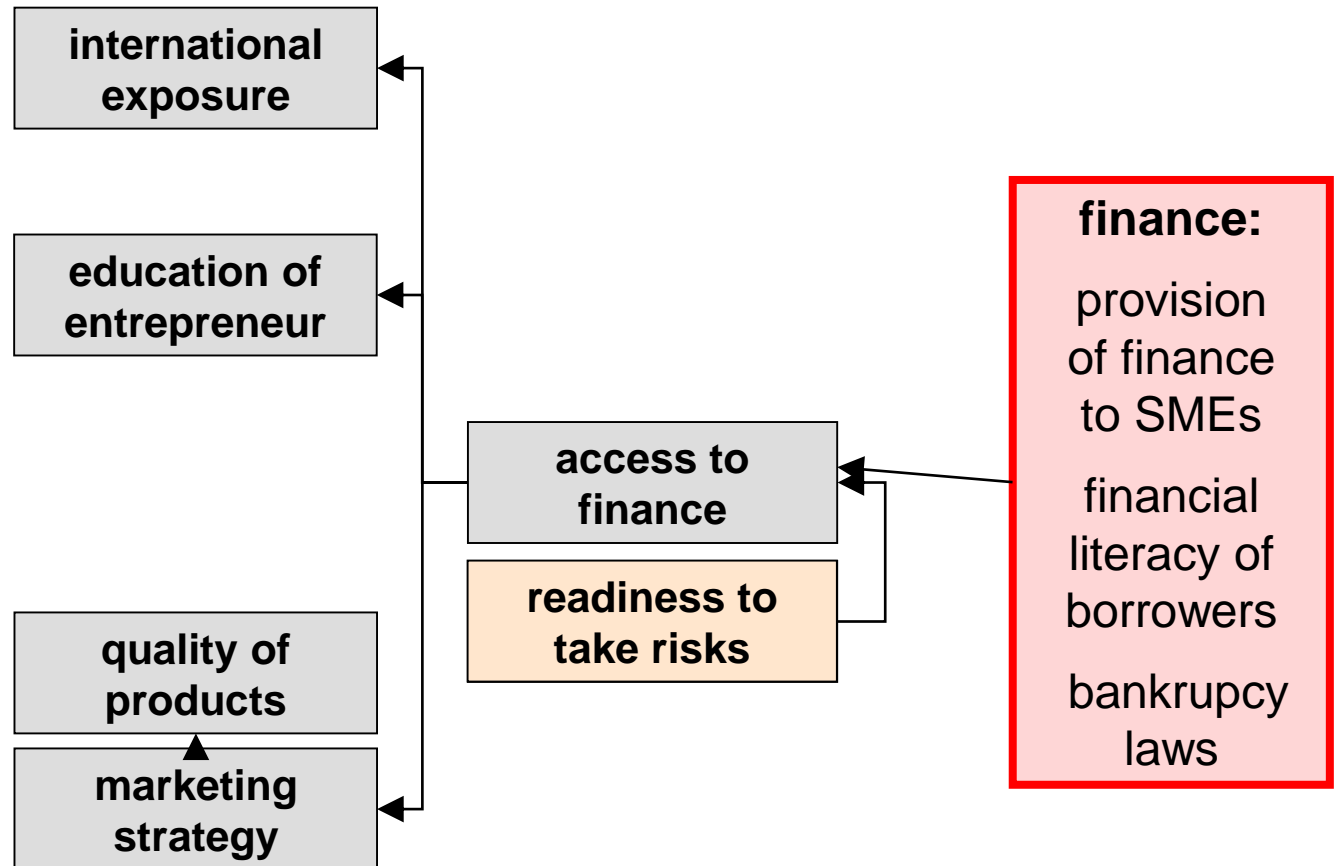 international
exposure
education of
entrepreneur
access to
finance
readiness to
take risks
quality of
products
marketing
strategy
finance:
provision
of finance
to SMEs
financial
literacy of
borrowers
bankrupcy
laws